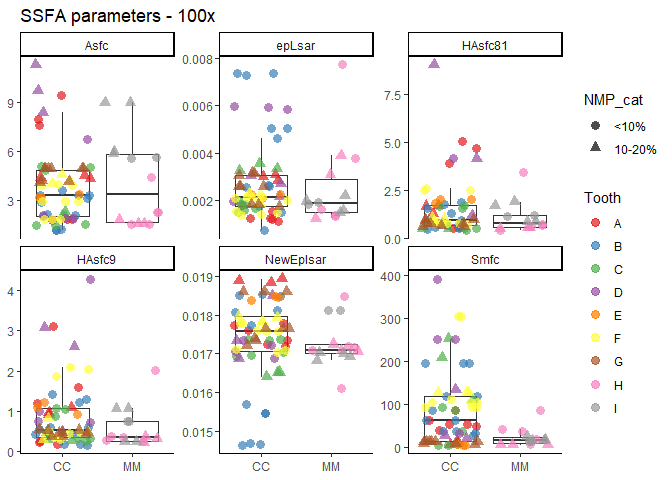 SSFA parameters - 100x
Asfc
epLsar
HAsfc81
9
6
3
0.008
0.006
0.004
0.002
7.5
5.0
2.5
0.0
HAsfc9
NewEplsar
Smfc
4
3
2
1
0
0.019
0.018
0.017
0.016
0.015
400
300
200
100
0
CC
MM
CC
MM
CC
MM
NMP_cat
<10%
10-20%
Tooth
A
B
C
D
E
F
G
H
I